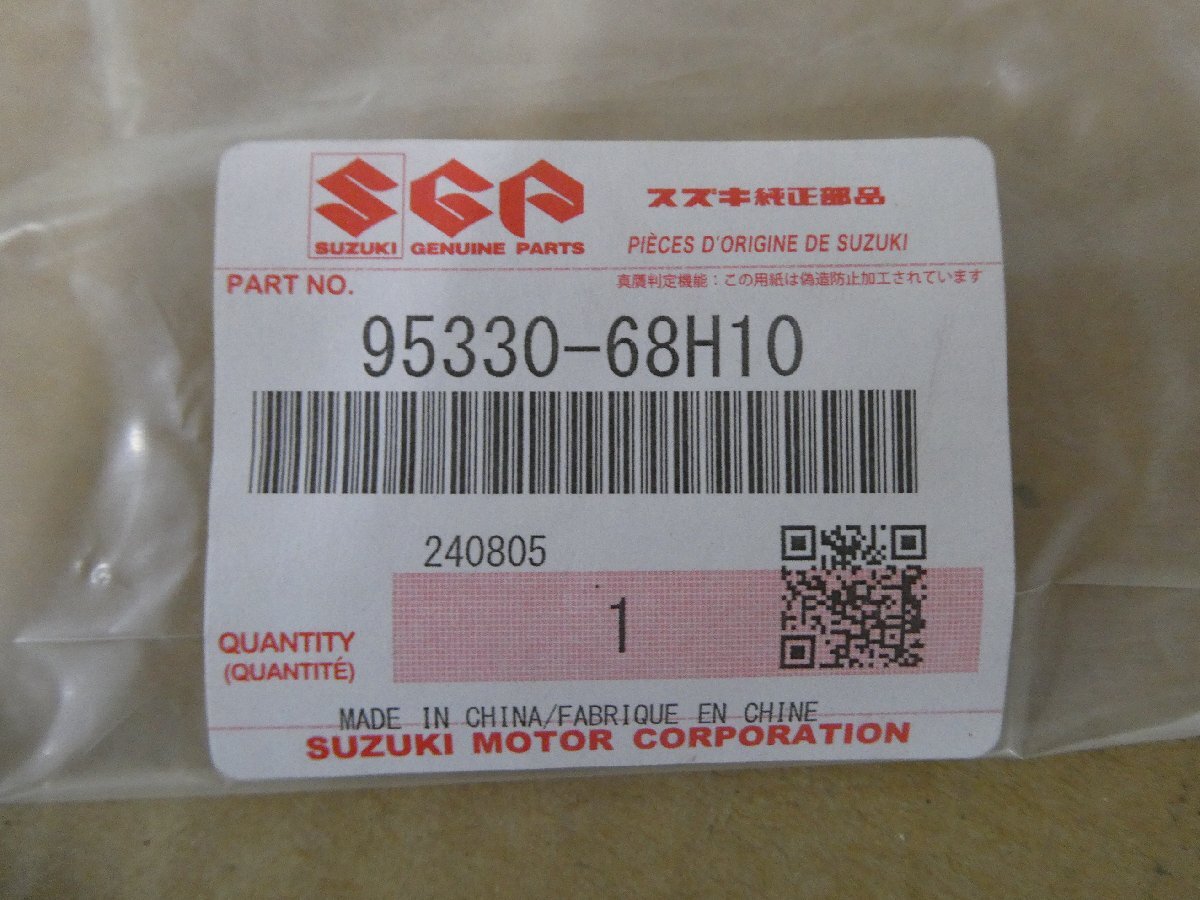 SGP スズキ純正部品
SUZUKI GENUINE PARTS PIÈCES D'ORIGINE DE SUZUKI
PART NO. 真贋判定機能：この用紙は偽造防止加工されています
95330-68H10
240805
1
QUANTITY
(QUANTITÉ)
MADE IN CHINA/FABRIQUE EN CHINE
SUZUKI MOTOR CORPORATION